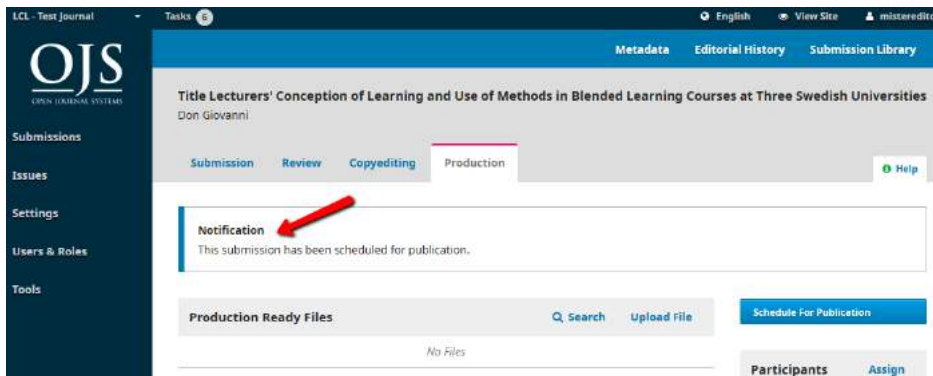 LCL - Test Journal
Tasks 6
English
View Site
misteredito
OJS
OPEN JOURNAL SYSTEMS
Metadata
Editorial History
Submission Library
Title Lecturers' Conception of Learning and Use of Methods in Blended Learning Courses at Three Swedish Universities
Don Giovanni
Submissions
Issues
Settings
Users & Roles
Tools
Submission
Review
Copyediting
Production
Help
Notification
This submission has been scheduled for publication.
Production Ready Files
Search
Upload File
No Files
Schedule For Publication
Participants
Assign